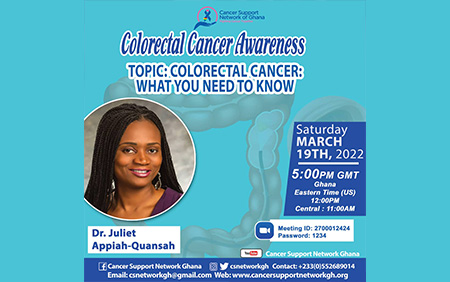 Cancer Support
Network of Ghana
Colorectal Cancer Awareness
TOPIC: COLORECTAL CANCER:
WHAT YOU NEED TO KNOW
Saturday
MARCH
19TH, 2022
5:00PM GMT
Ghana
Eastern Time (US)
12:00PM
Central : 11:00AM
Dr. Juliet
Appiah-Quansah
Meeting ID: 2700012424
Password: 1234
YouTube Cancer Support Network Ghana
Cancer Support Network Ghana csnetworkgh Contact: +233(0)552689014
Email: csnetworkgh@gmail.com Web: www.cancersupportnetworkgh.org